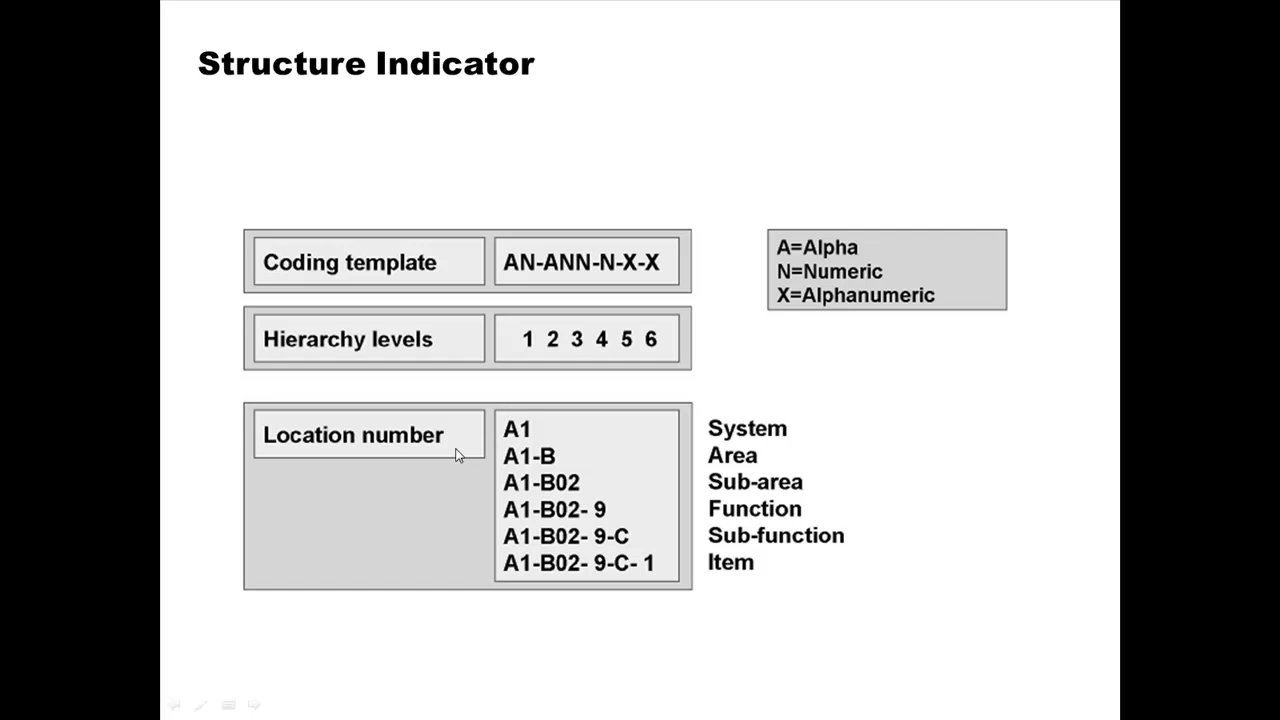 Structure Indicator
Coding template
AN-ANN-N-X-X
A=Alpha
N=Numeric
X=Alphanumeric
Hierarchy levels
1 2 3 4 5 6
Location number
A1
System
A1-B
Area
A1-B02
Sub-area
A1-B02- 9
Function
A1-B02- 9-C
Sub-function
A1-B02- 9-C- 1
Item